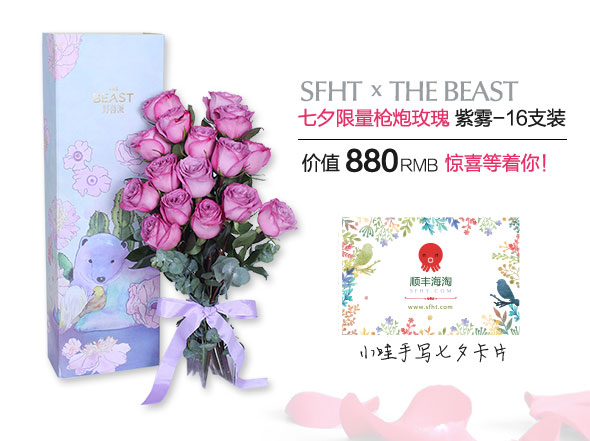 THE
BEAST
野兽派
SFHT x THE BEAST
七夕限量枪炮玫瑰 紫雾-16支装
价值 880RMB 惊喜等着你!
顺丰海淘
SFHT.COM
www.sfht.com
小哇手写七夕卡片